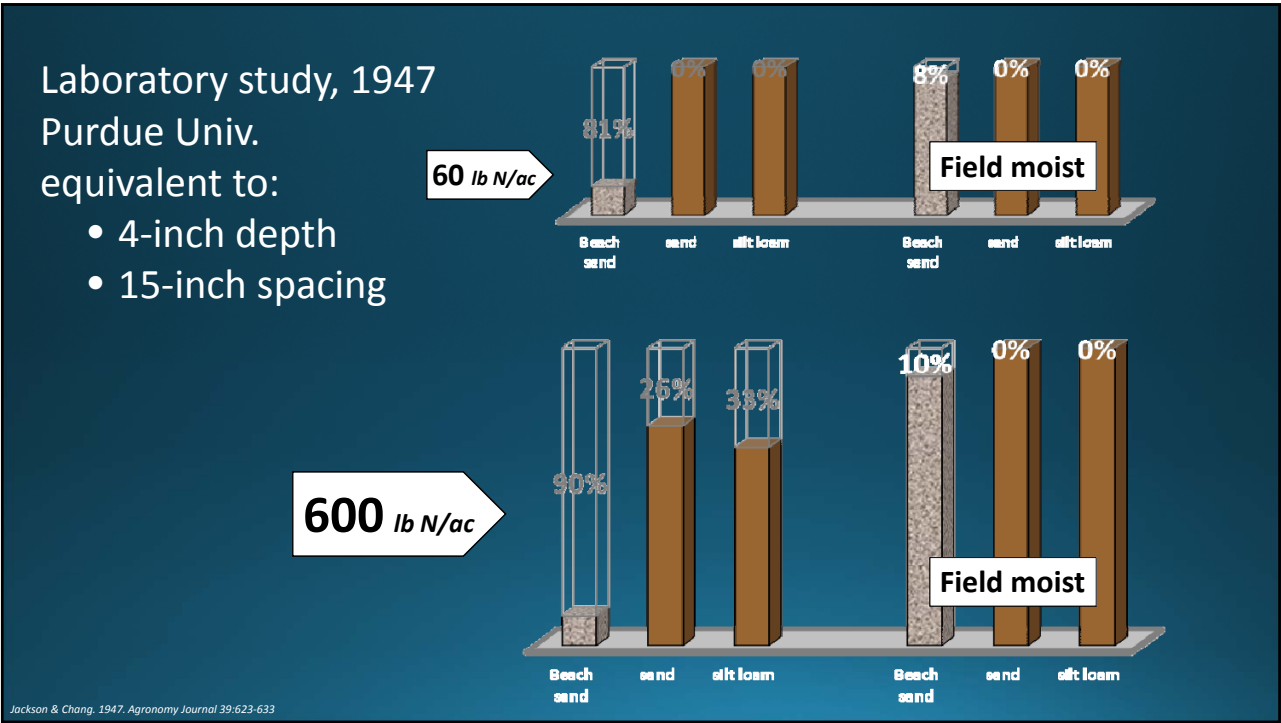 Laboratory study, 1947
Purdue Univ.
equivalent to:
• 4-inch depth
• 15-inch spacing
81%
0%
0%
8%
0%
0%
60 lb N/ac
Field moist
Beach sand
sand
silt loam
Beach sand
sand
silt loam
90%
26%
33%
10%
0%
0%
600 lb N/ac
Field moist
Beach sand
sand
silt loam
Beach sand
sand
silt loam
Jackson & Chang. 1947. Agronomy Journal 39:623-633